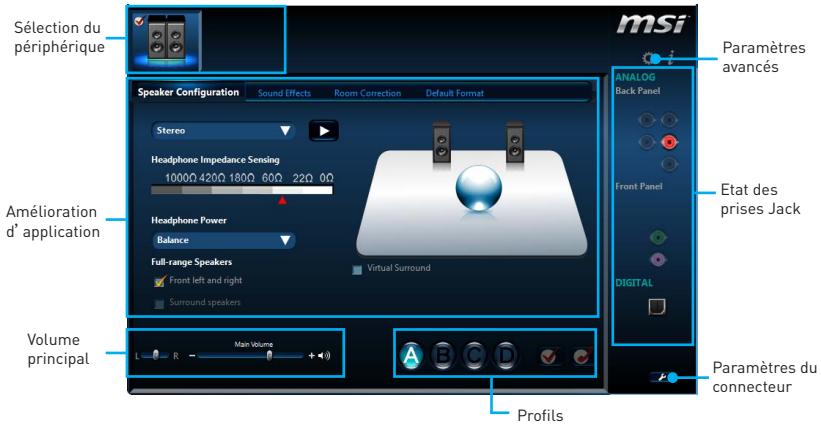 Sélection du
périphérique
msi
Paramètres
avancés
Speaker Configuration
Sound Effects
Room Correction
Default Format
ANALOG
Back Panel
Stereo
Headphone Impedance Sensing
1000Ω 420Ω 180Ω 60Ω 22Ω 0Ω
Front Panel
Etat des
prises Jack
Amélioration
d’application
Headphone Power
Balance
Full-range Speakers
Front left and right
Surround speakers
Virtual Surround
DIGITAL
Volume
principal
Main Volume
L R - +
A B C D
Paramètres du
connecteur
Profils